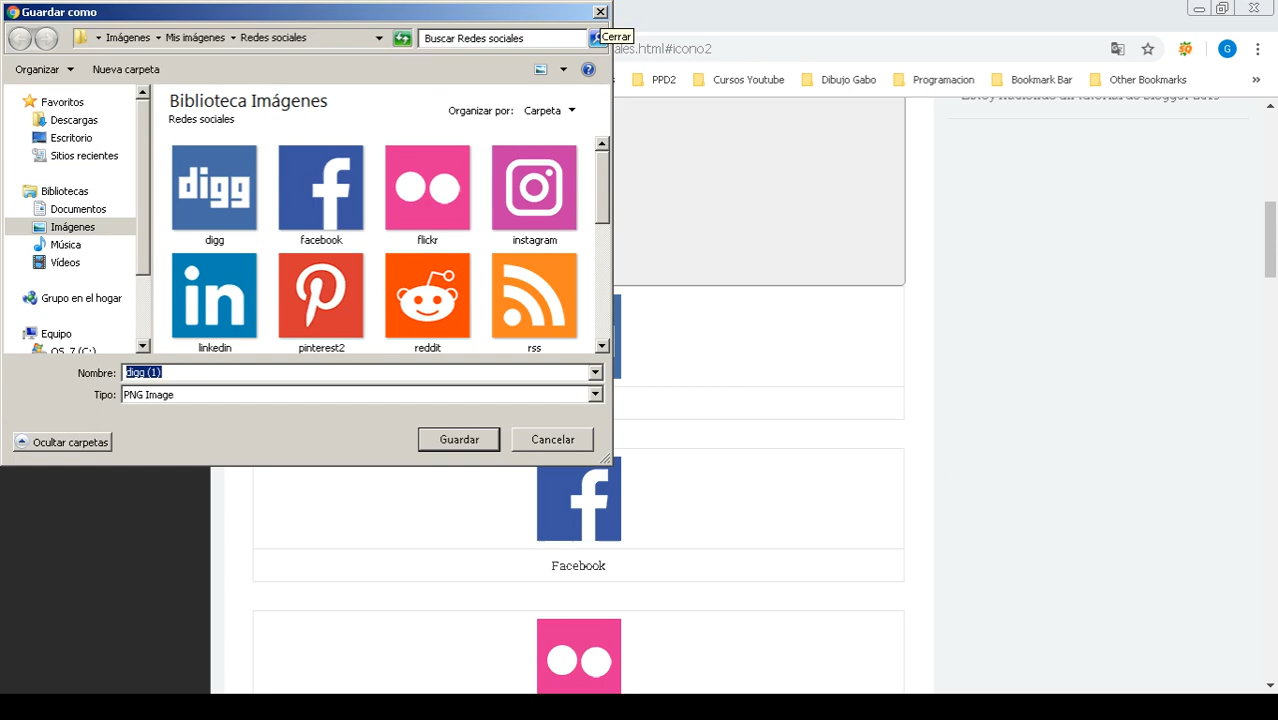 Guardar como
Imágenes ▸ Mis imágenes ▸ Redes sociales
Buscar Redes sociales
Cerrar
ales.html#icono2
G
Organizar
Nueva carpeta
PPD2
Cursos Youtube
Dibujo Gabo
Programacion
Bookmark Bar
Other Bookmarks
»
Favoritos
Descargas
Escritorio
Sitios recientes
Bibliotecas
Documentos
Imágenes
Música
Vídeos
Grupo en el hogar
Equipo
OS_7 (C:)
Biblioteca Imágenes
Redes sociales
Organizar por:
Carpeta
digg
digg
facebook
flickr
instagram
in
linkedin
pinterest2
reddit
rss
Nombre:
digg (1)
Tipo:
PNG Image
Ocultar carpetas
Guardar
Cancelar
Facebook